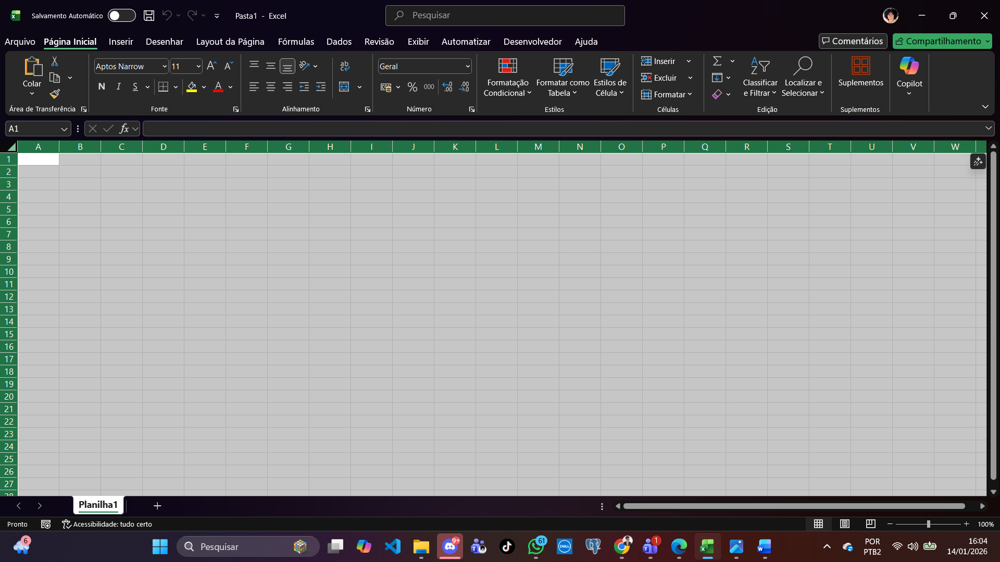 Salvamento Automático
Pasta1 - Excel
Pesquisar
Arquivo Página Inicial Inserir Desenhar Layout da Página Fórmulas Dados Revisão Exibir Automatizar Desenvolvedor Ajuda
Comentários
Compartilhamento
Colar
Área de Transferência
Aptos Narrow 11
N I S
A
Fonte
ab
Alinhamento
Geral
% 000
Número
Formatação Condicional
Formatar como Tabela
Estilos de Célula
Estilos
Inserir
Excluir
Formatar
Células
Classificar e Filtrar
Localizar e Selecionar
Edição
Suplementos
Suplementos
Copilot
A1
fx
A B C D E F G H I J K L M N O P Q R S T U V W
1
2
3
4
5
6
7
8
9
10
11
12
13
14
15
16
17
18
19
20
21
22
23
24
25
26
27
28
Planilha1
Pronto
Acessibilidade: tudo certo
100%
6
Pesquisar
9+
61
DELL
1
POR
PTB2
16:04
14/01/2026